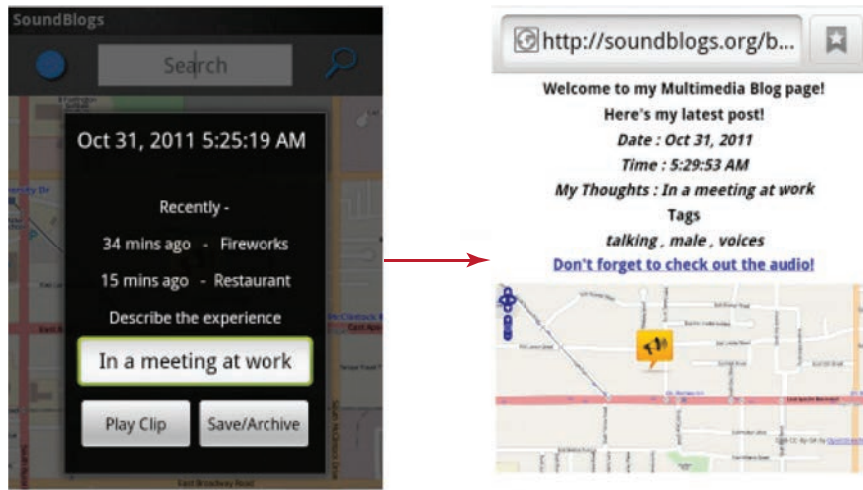 SoundBlogs
Search
Oct 31, 2011 5:25:19 AM
Recently -
34 mins ago - Fireworks
15 mins ago - Restaurant
Describe the experience
In a meeting at work
Play Clip Save/Archive
East Broadway Road
http://soundblogs.org/b...
Welcome to my Multimedia Blog page!
Here's my latest post!
Date : Oct 31, 2011
Time : 5:29:53 AM
My Thoughts : In a meeting at work
Tags
talking , male , voices
Don't forget to check out the audio!